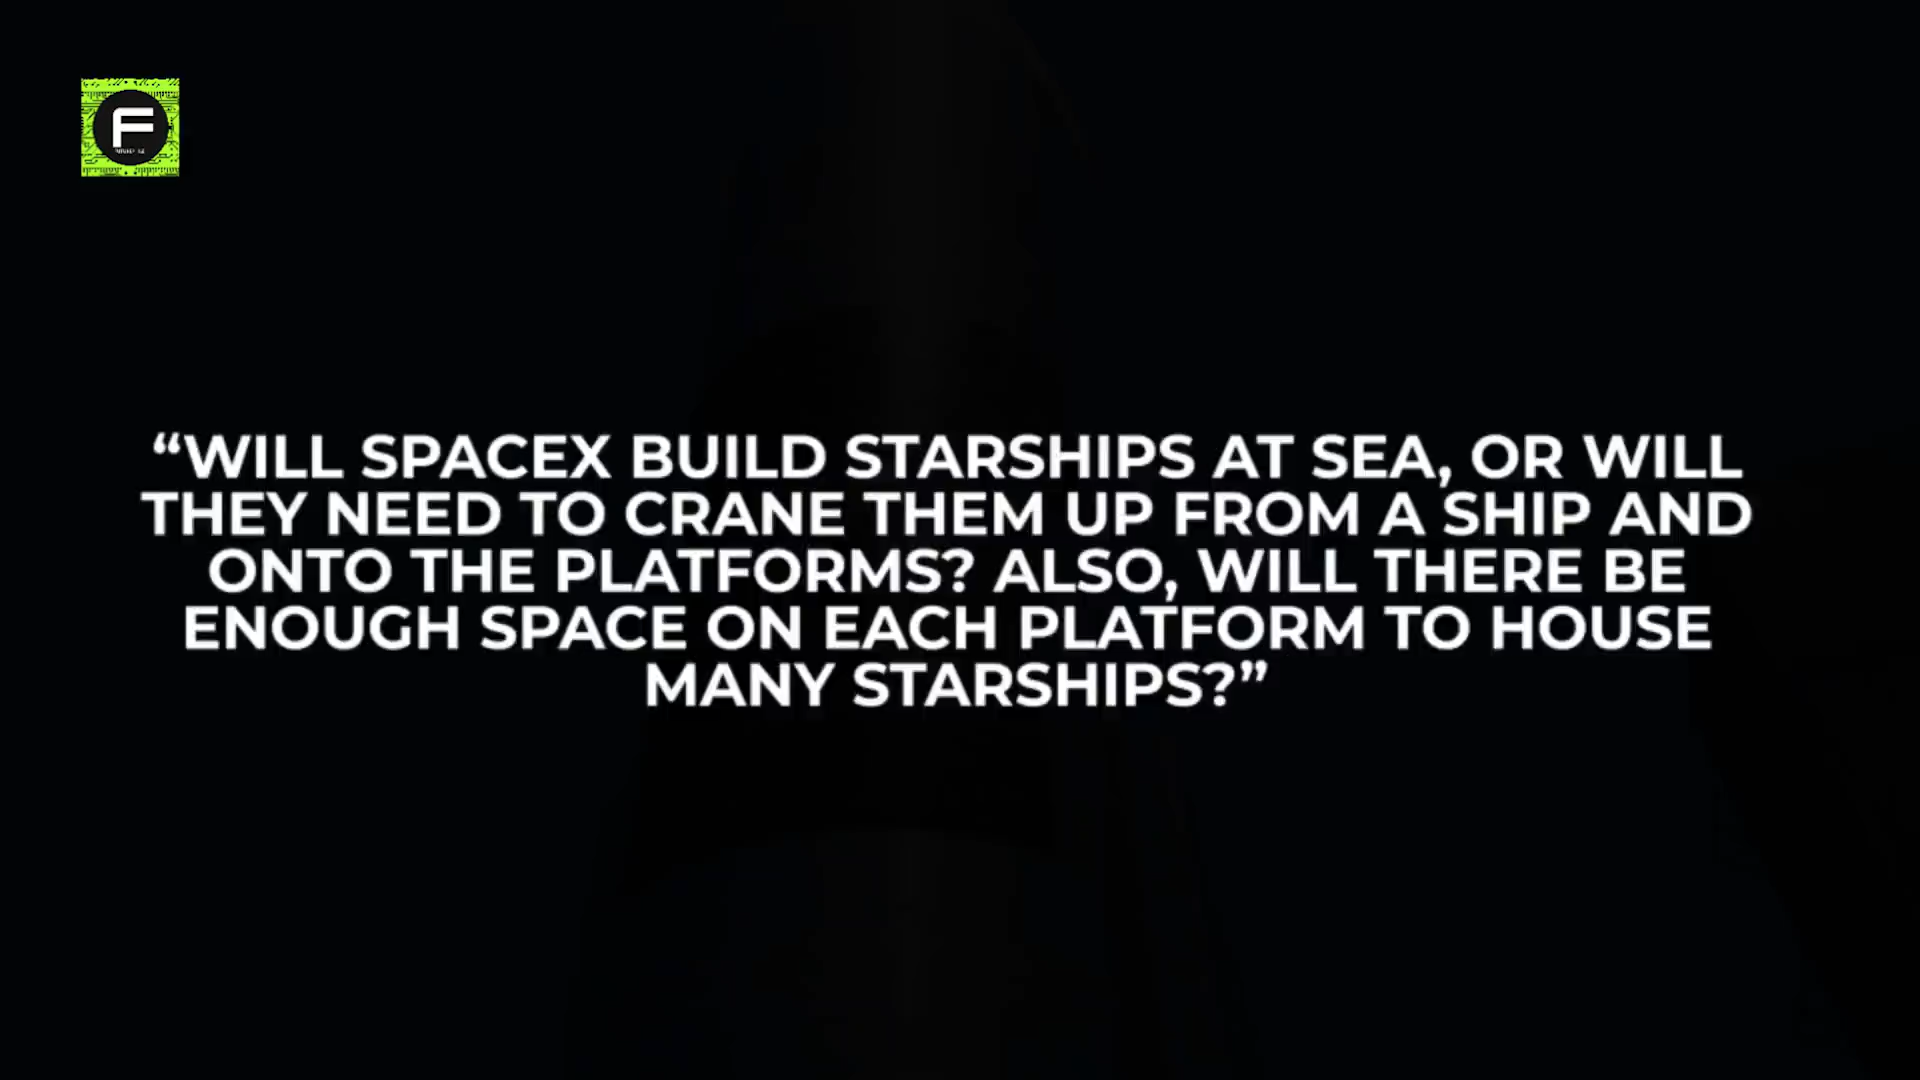 F
“WILL SPACEX BUILD STARSHIPS AT SEA, OR WILL
THEY NEED TO CRANE THEM UP FROM A SHIP AND
ONTO THE PLATFORMS? ALSO, WILL THERE BE
ENOUGH SPACE ON EACH PLATFORM TO HOUSE
MANY STARSHIPS?”